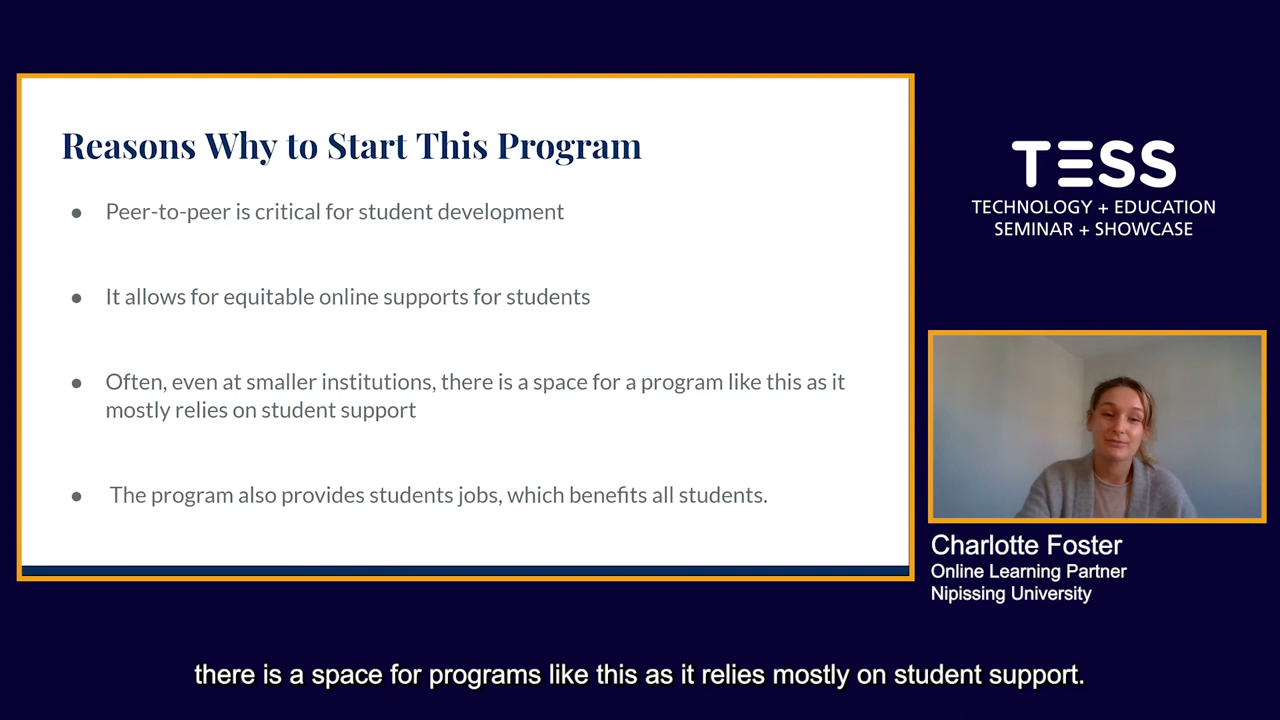 Reasons Why to Start This Program
● Peer-to-peer is critical for student development
● It allows for equitable online supports for students
● Often, even at smaller institutions, there is a space for a program like this as it
mostly relies on student support
● The program also provides students jobs, which benefits all students.
TESS
TECHNOLOGY + EDUCATION
SEMINAR + SHOWCASE
Charlotte Foster
Online Learning Partner
Nipissing University
there is a space for programs like this as it relies mostly on student support.